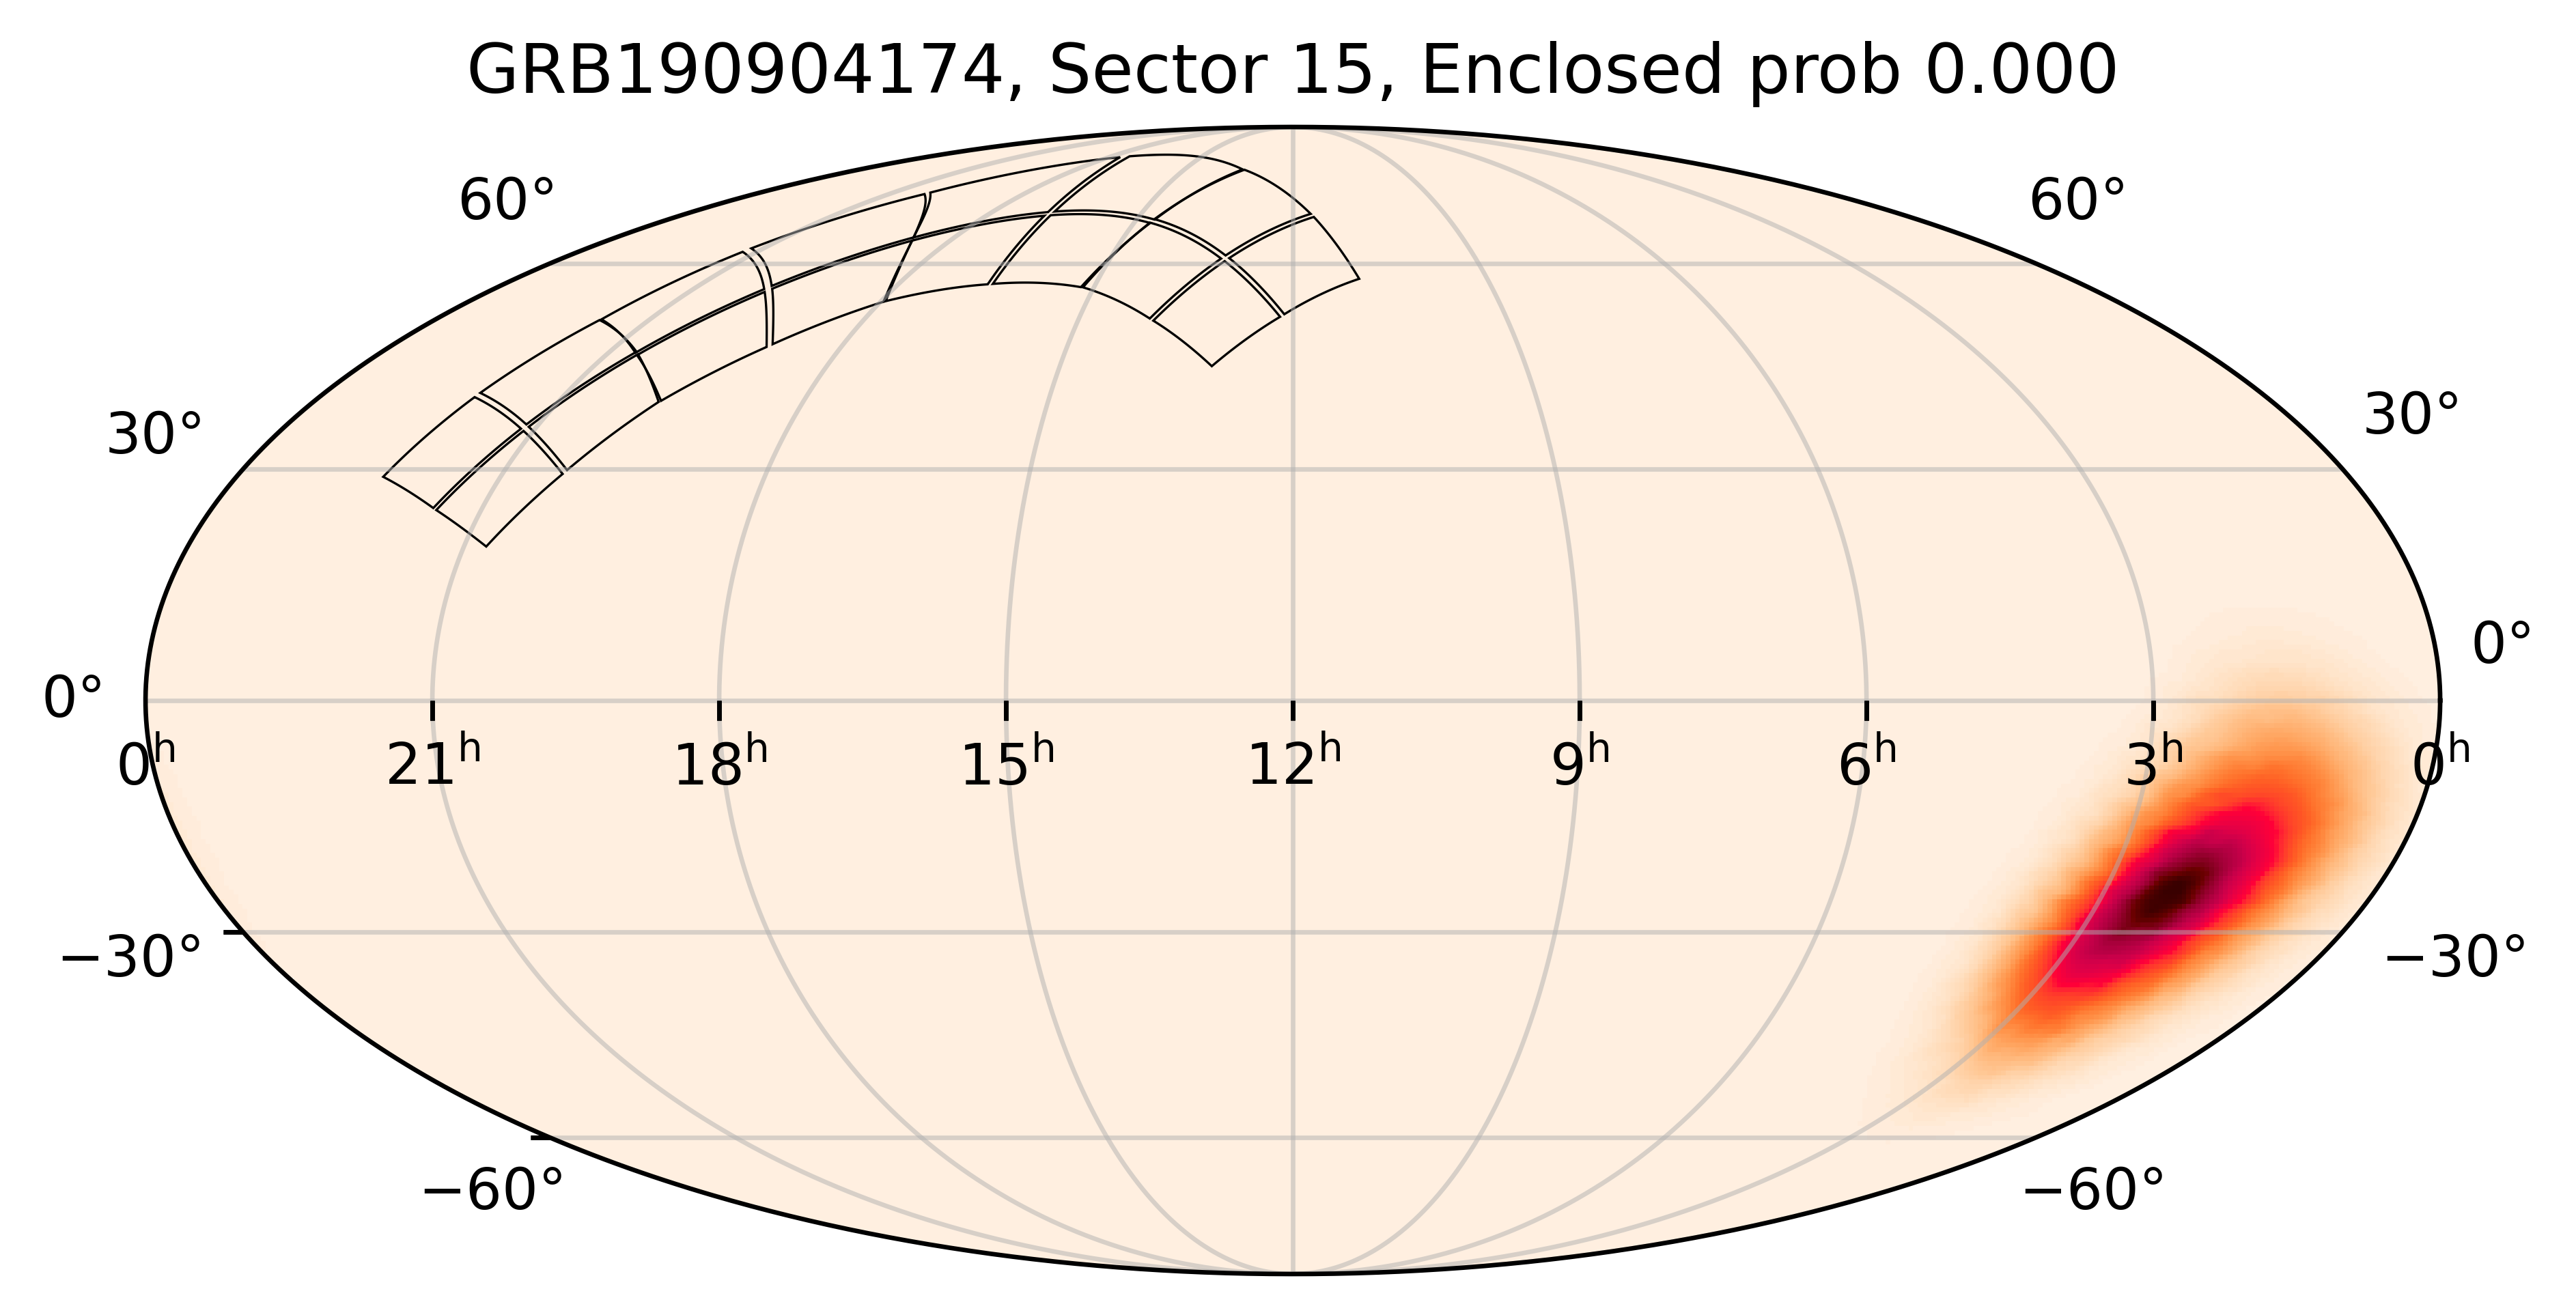 GRB190904174, Sector 15, Enclosed prob 0.000
60° 60°
30° 30°
0° 0°
0ʰ 21ʰ 18ʰ 15ʰ 12ʰ 9ʰ 6ʰ 3ʰ 0ʰ
−30° −30°
−60° −60°